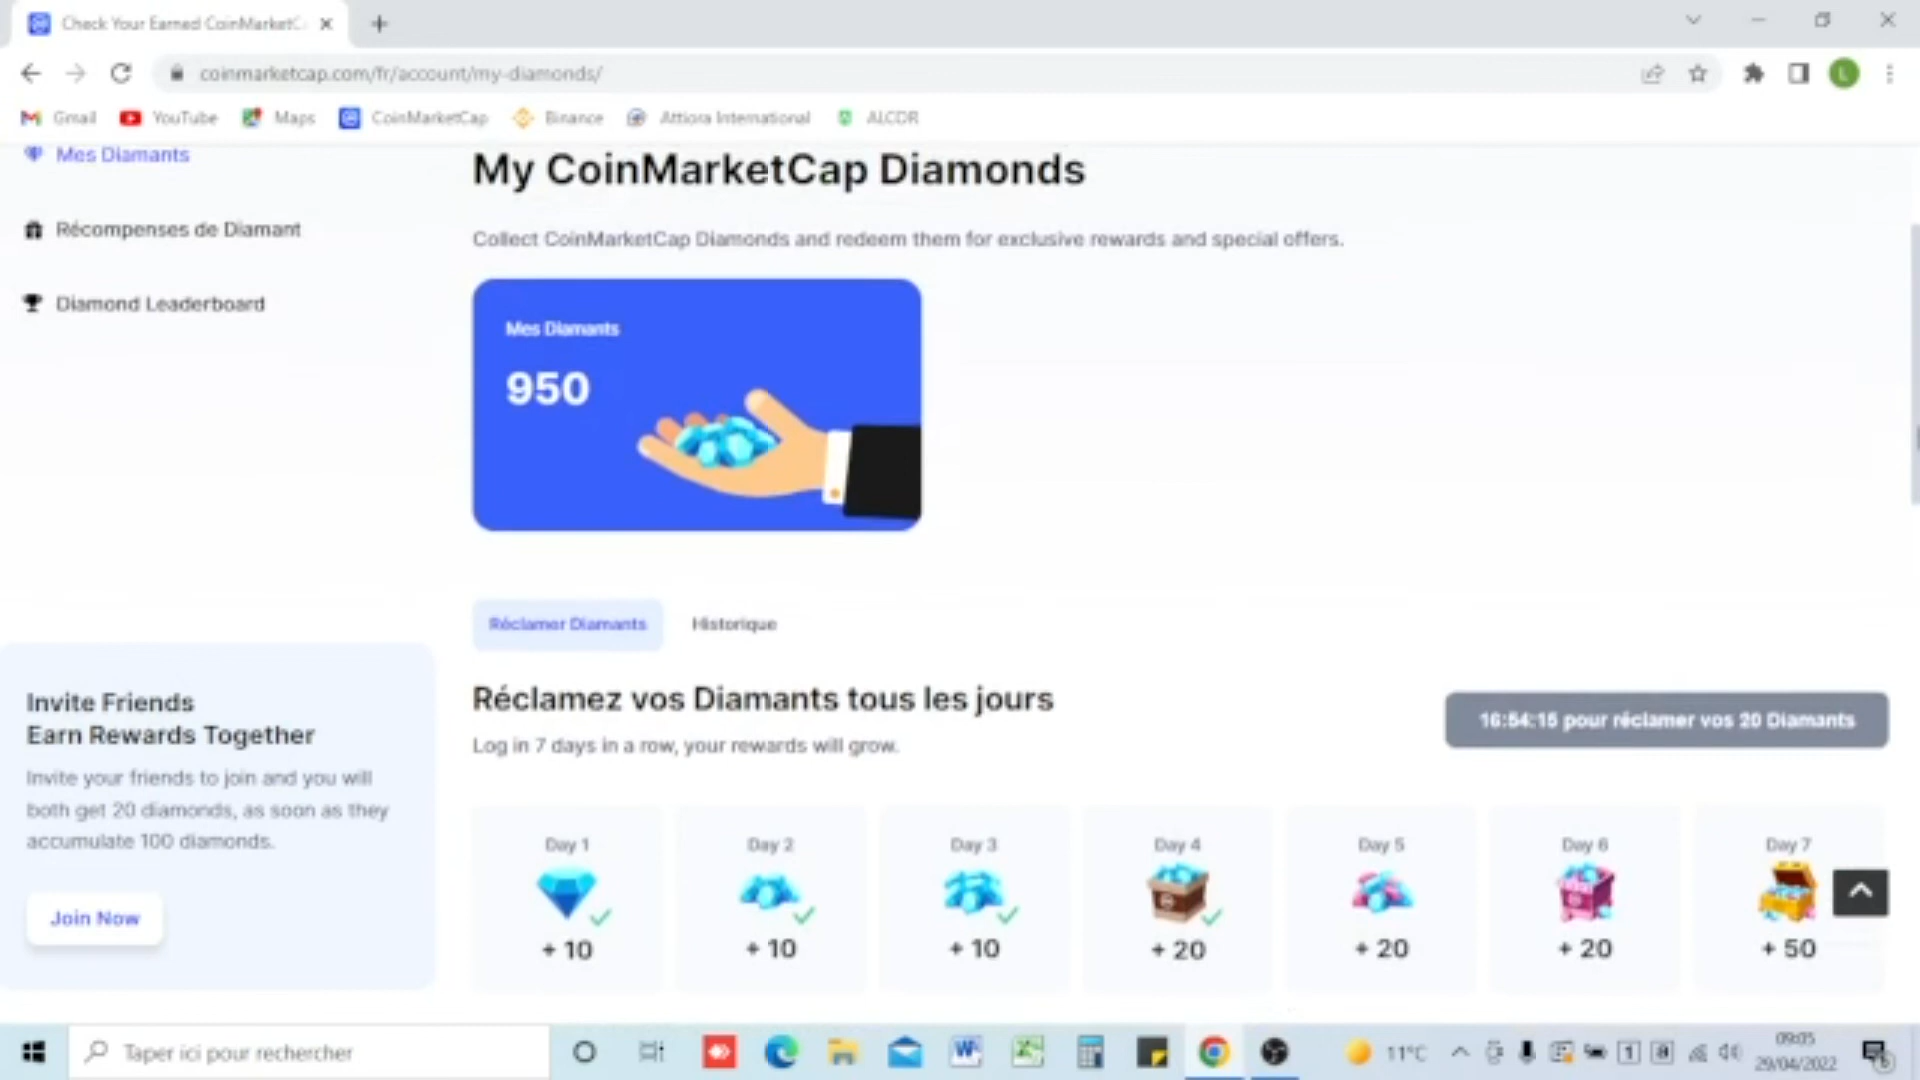 Check Your Earned CoinMarketC
coinmarketcap.com/fr/account/my-diamonds/
L
Gmail
YouTube
Maps
CoinMarketCap
Binance
Attiora International
ALCDR
Mes Diamants
Récompenses de Diamant
Diamond Leaderboard
My CoinMarketCap Diamonds
Collect CoinMarketCap Diamonds and redeem them for exclusive rewards and special offers.
Mes Diamants
950
Réclamer Diamants
Historique
Réclamez vos Diamants tous les jours
Log in 7 days in a row, your rewards will grow.
16:54:15 pour réclamer vos 20 Diamants
Invite Friends
Earn Rewards Together
Invite your friends to join and you will
both get 20 diamonds, as soon as they
accumulate 100 diamonds.
Join Now
Day 1
+ 10
Day 2
+ 10
Day 3
+ 10
Day 4
+ 20
Day 5
+ 20
Day 6
+ 20
Day 7
+ 50
Taper ici pour rechercher
11°C
09:05
29/04/2022